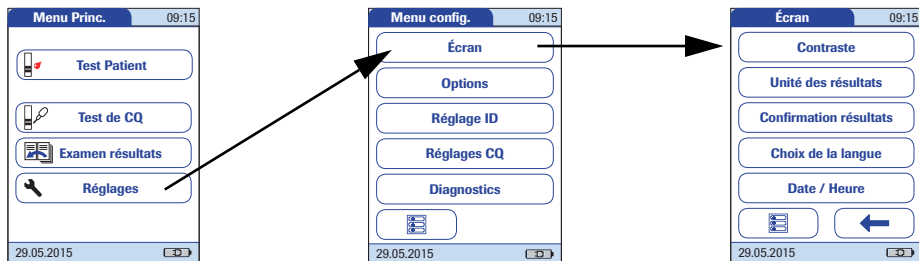 Menu Princ. 09:15
Test Patient
Test de CQ
Examen résultats
Réglages
29.05.2015
Menu config. 09:15
Écran
Options
Réglage ID
Réglages CQ
Diagnostics
29.05.2015
Écran 09:15
Contraste
Unité des résultats
Confirmation résultats
Choix de la langue
Date / Heure
29.05.2015